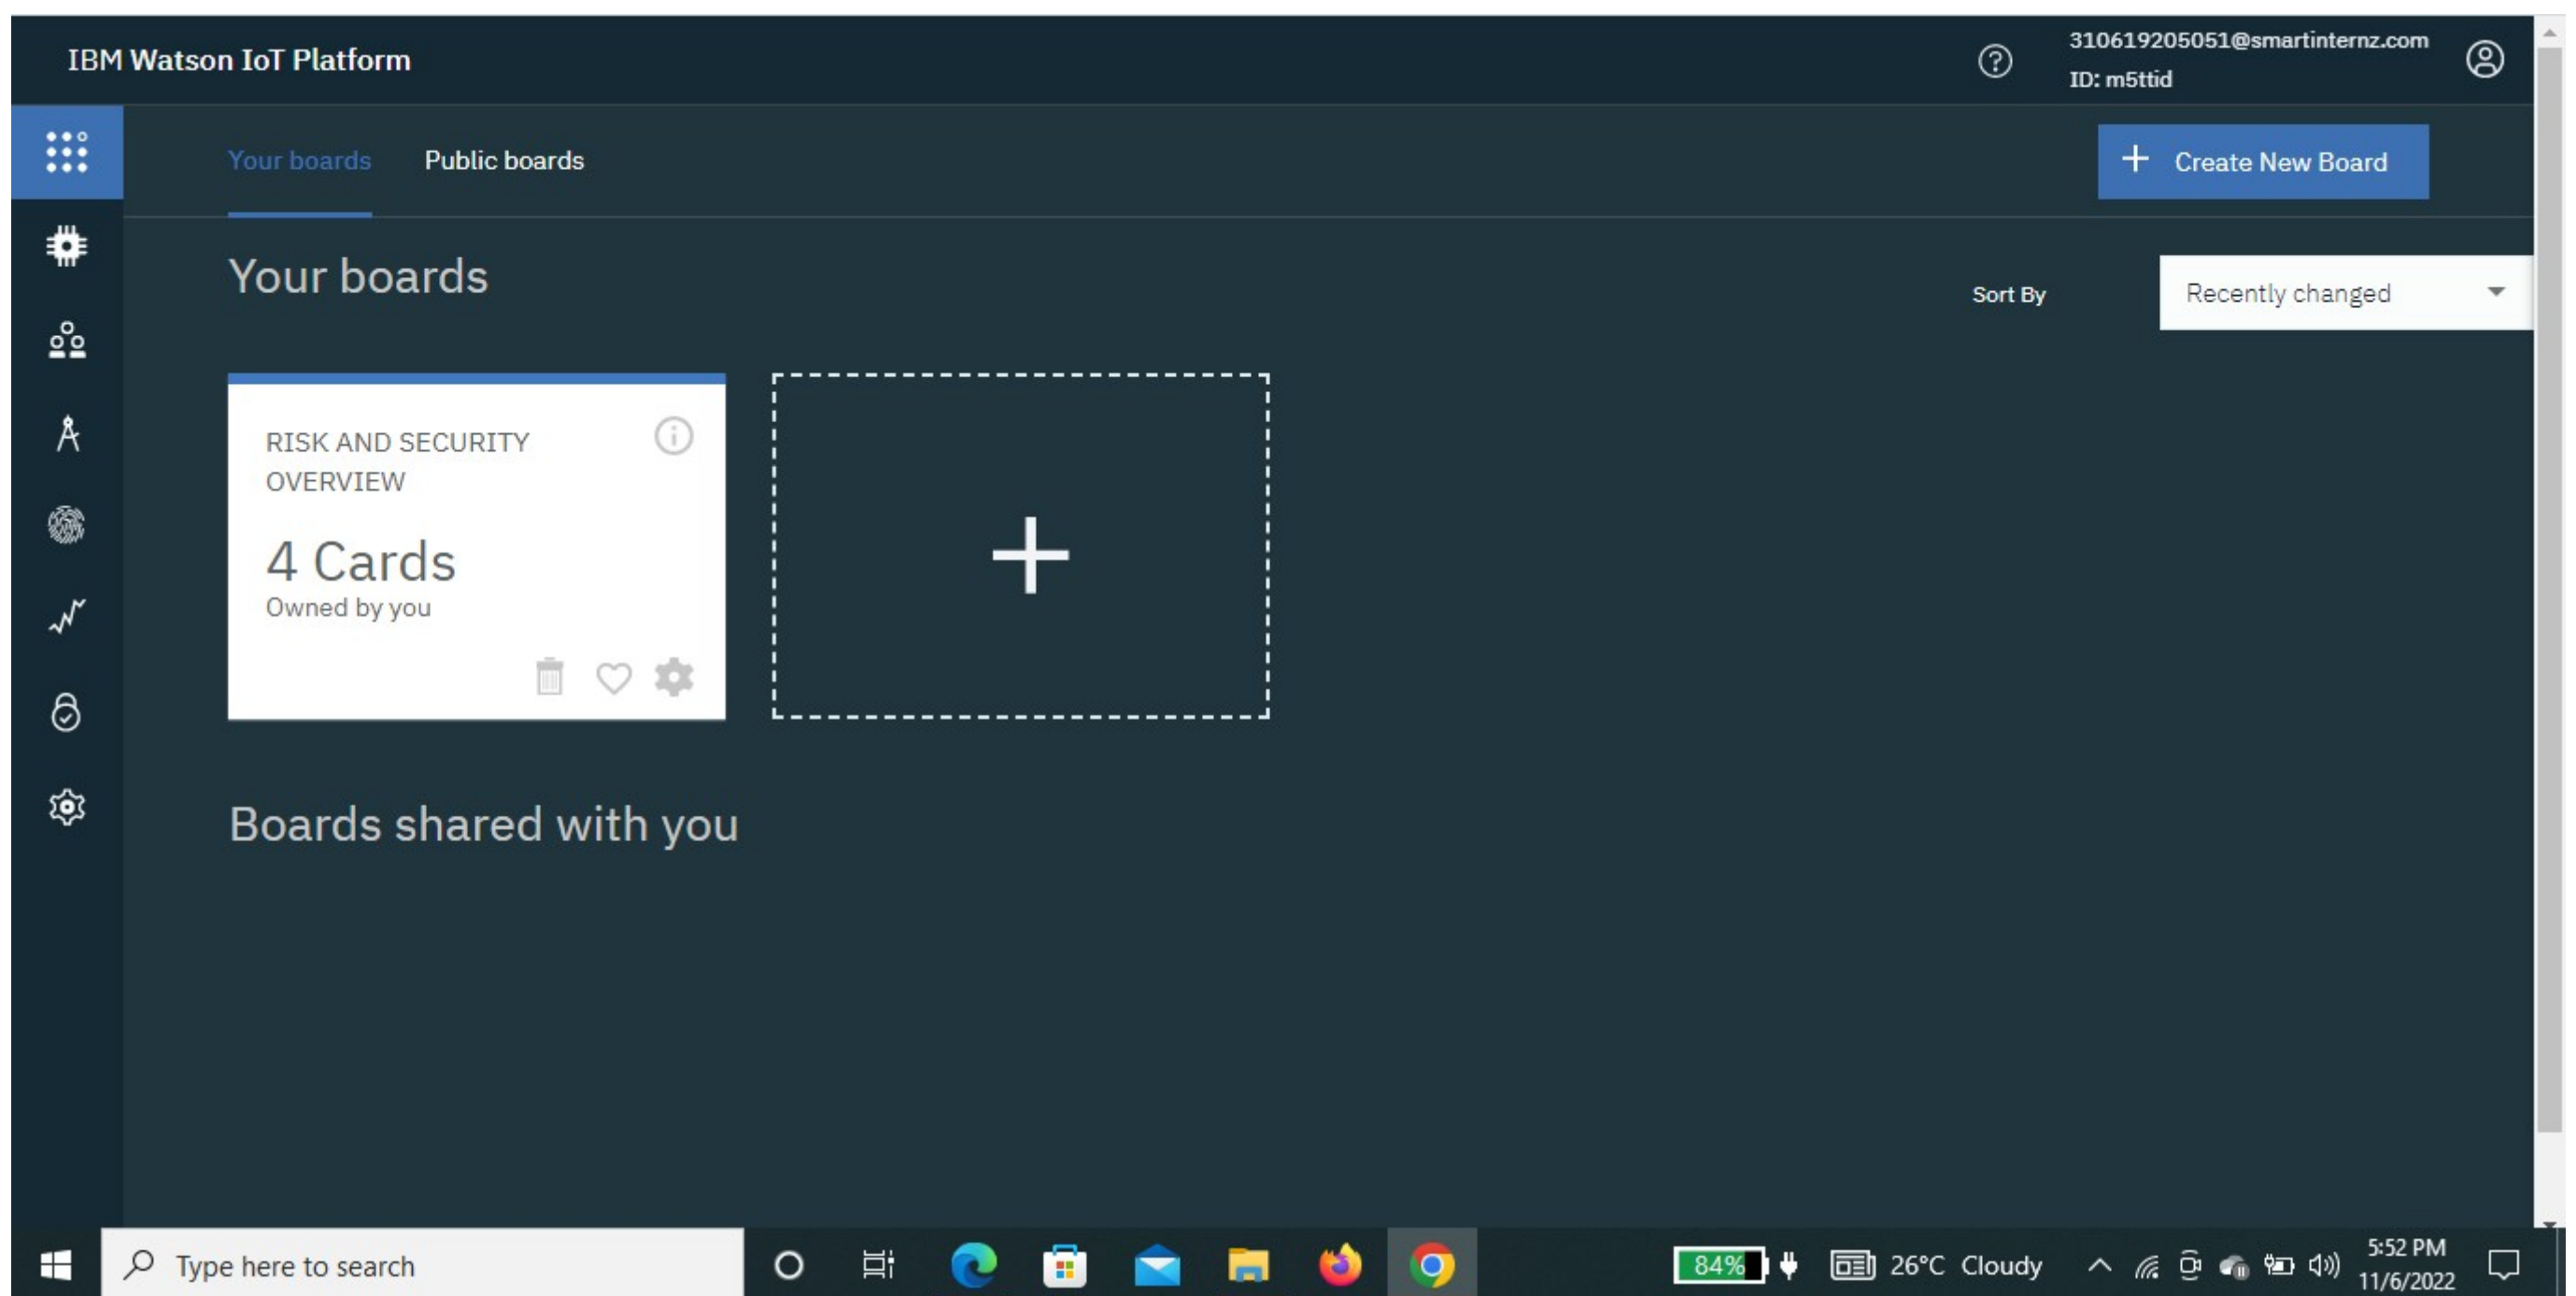 IBM Watson IoT Platform
310619205051@smartinternz.com
ID: m5ttid
Your boards
Public boards
Create New Board
Your boards
Sort By
Recently changed
RISK AND SECURITY
OVERVIEW
4 Cards
Owned by you
Boards shared with you
Type here to search
84%
26°C Cloudy
5:52 PM
11/6/2022